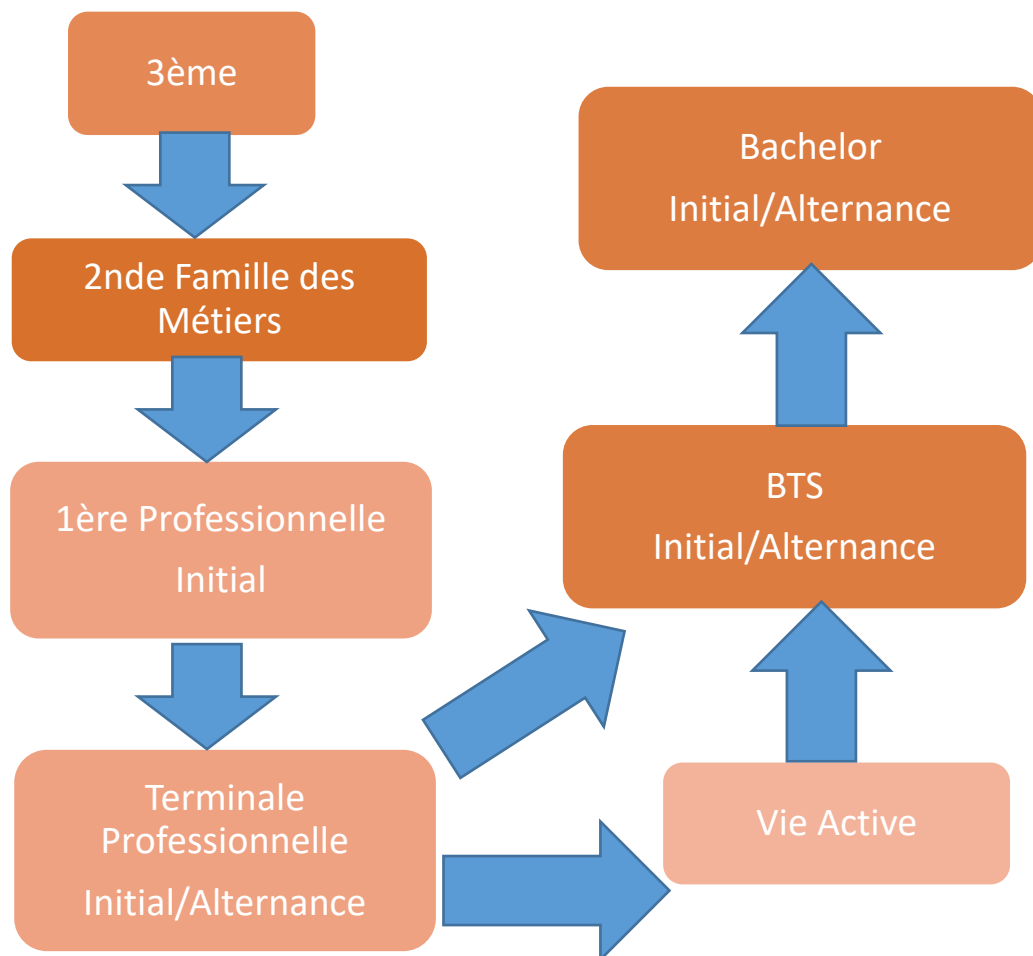 3ème
2nde Famille des
Métiers
1ère Professionnelle
Initial
Terminale
Professionnelle
Initial/Alternance
Bachelor
Initial/Alternance
BTS
Initial/Alternance
Vie Active